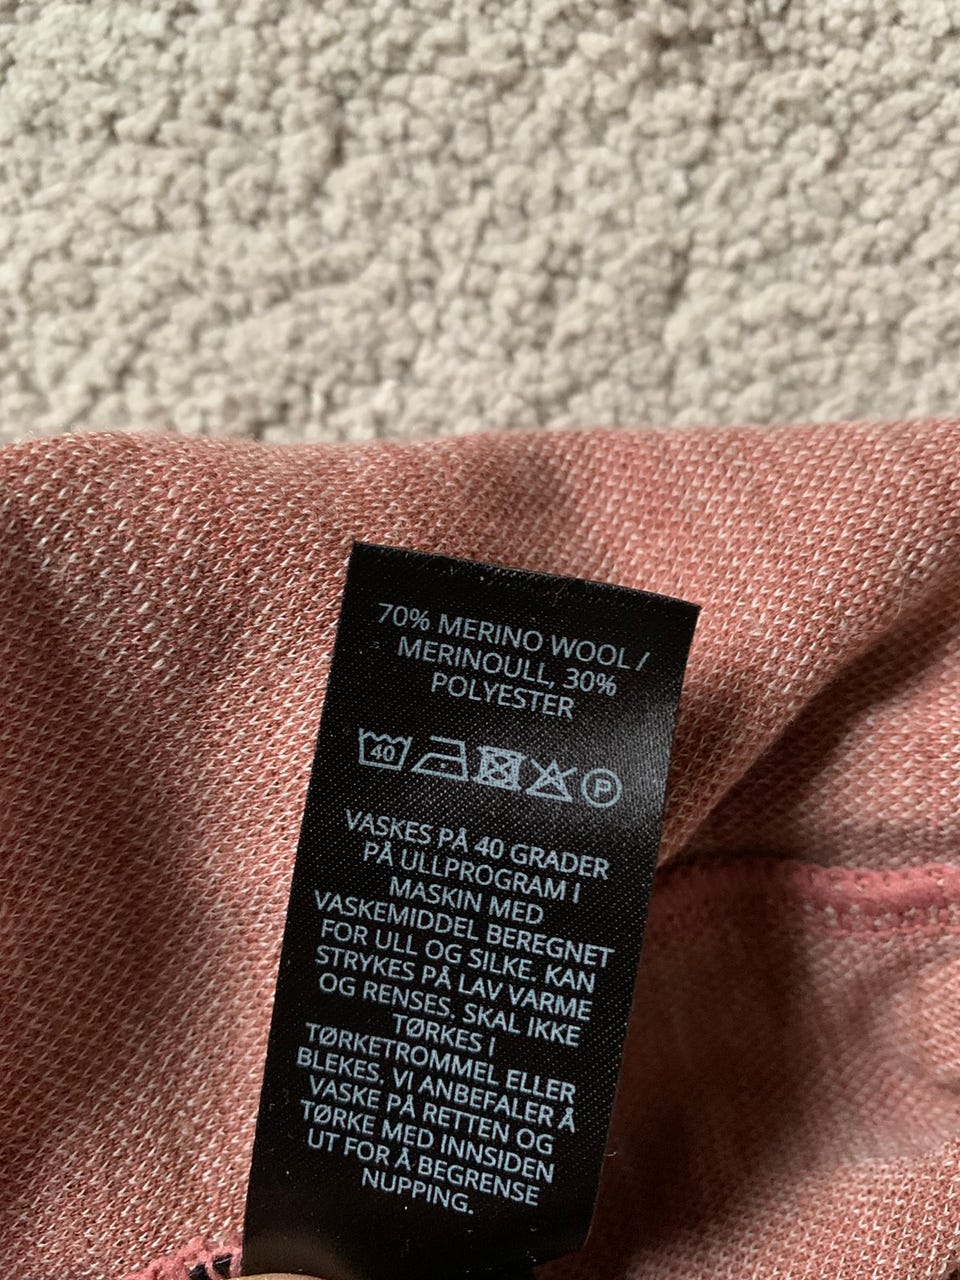 70% MERINO WOOL /
MERINOULL, 30%
POLYESTER
40 P
VASKES PÅ 40 GRADER
PÅ ULLPROGRAM I
MASKIN MED
VASKEMIDDEL BEREGNET
FOR ULL OG SILKE. KAN
STRYKES PÅ LAV VARME
OG RENSES. SKAL IKKE
TØRKES I
TØRKETROMMEL ELLER
BLEKES. VI ANBEFALER Å
VASKE PÅ RETTEN OG
TØRKE MED INNSIDEN
UT FOR Å BEGRENSE
NUPPING.